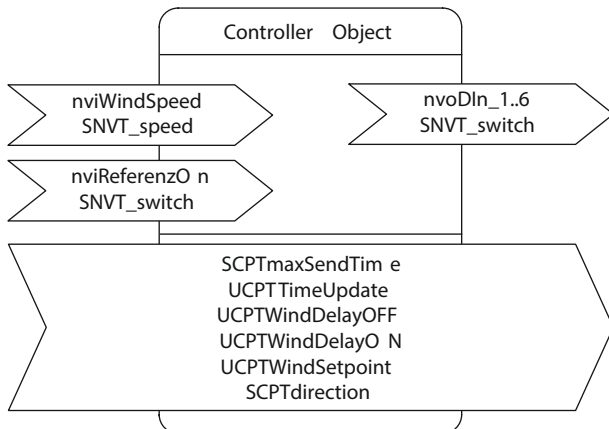 Controller Object
nviWindSpeed
SNVT_speed
nvoDIn_1..6
SNVT_switch
nviReferenzO n
SNVT_switch
SCPTmaxSendTim e
UCPTTimeUpdate
UCPTWindDelayOFF
UCPTWindDelayO N
UCPTWindSetpoint
SCPTdirection